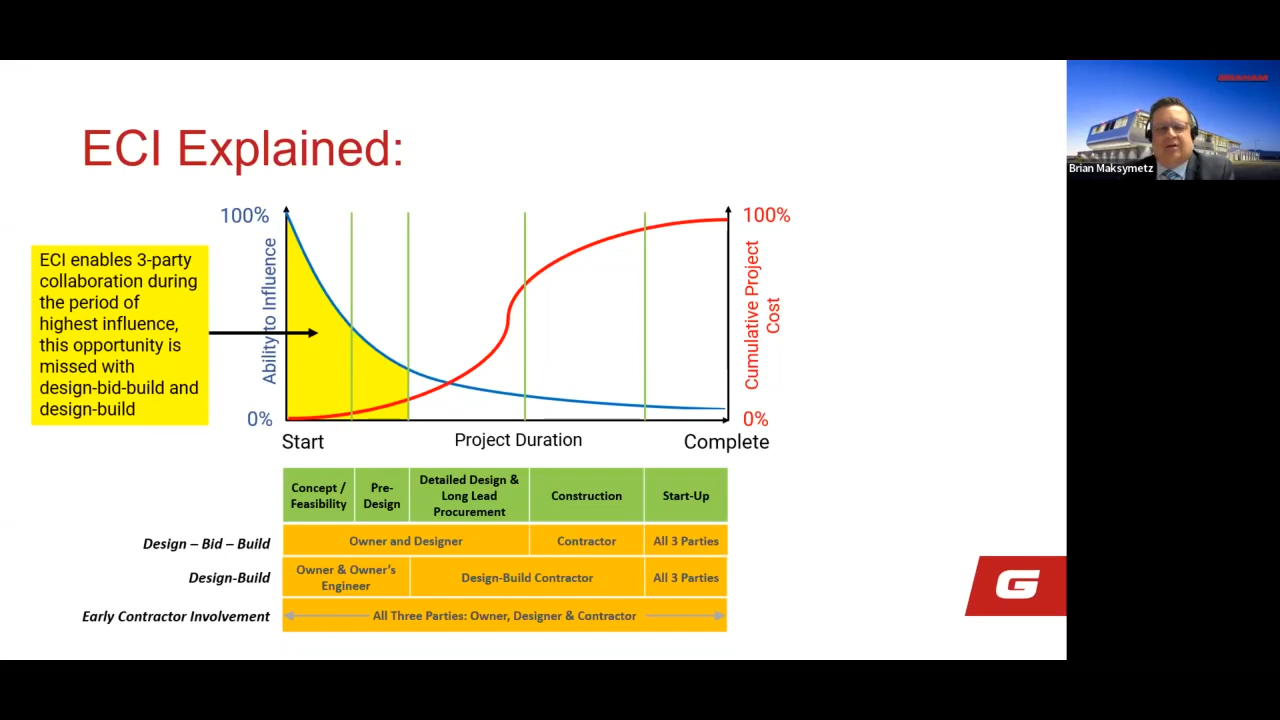 ECI Explained:
Brian Maksymetz
100%
100%
ECI enables 3-party
collaboration during
the period of
highest influence,
this opportunity is
missed with
design-bid-build and
design-build
Ability to Influence
Cumulative Project
Cost
0%
0%
Start
Project Duration
Complete
Concept /
Feasibility
Pre-
Design
Detailed Design &
Long Lead
Procurement
Construction
Start-Up
Design – Bid – Build
Owner and Designer
Contractor
All 3 Parties
Design-Build
Owner & Owner's
Engineer
Design-Build Contractor
All 3 Parties
Early Contractor Involvement
All Three Parties: Owner, Designer & Contractor
G